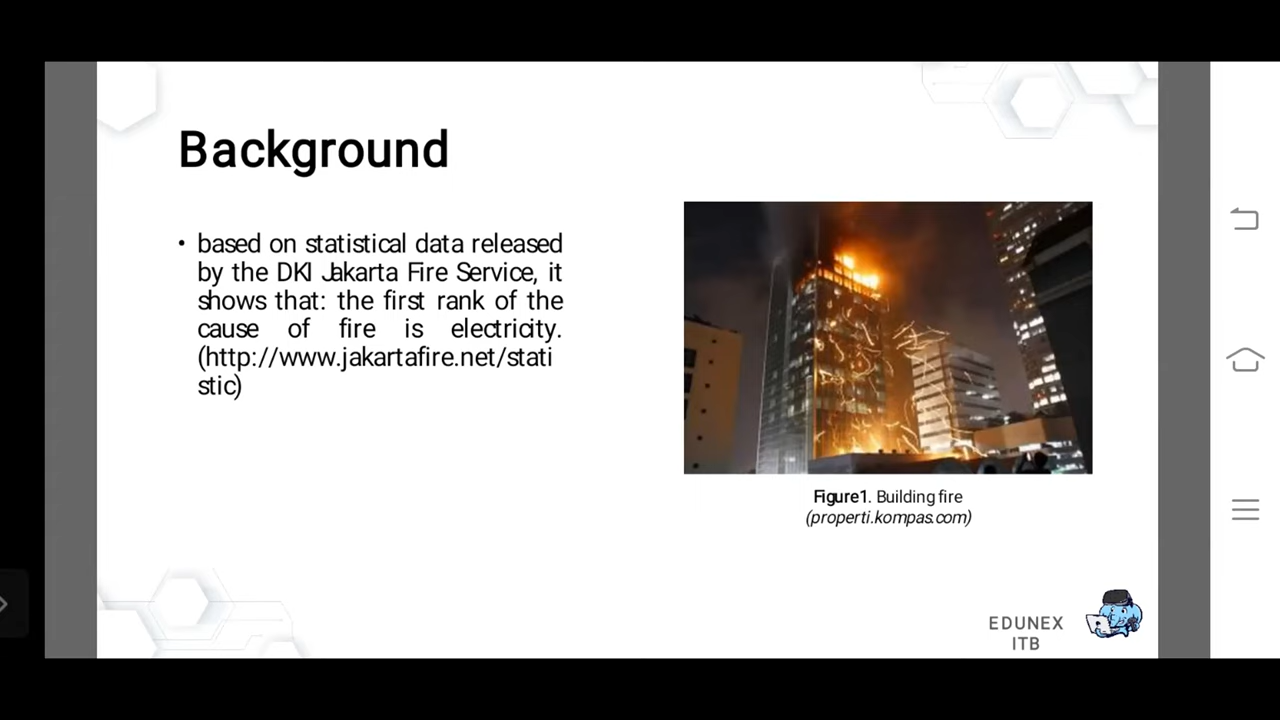 Background
• based on statistical data released
by the DKI Jakarta Fire Service, it
shows that: the first rank of the
cause of fire is electricity.
(http://www.jakartafire.net/stati
stic)
Figure1. Building fire
(properti.kompas.com)
EDUNEX
ITB